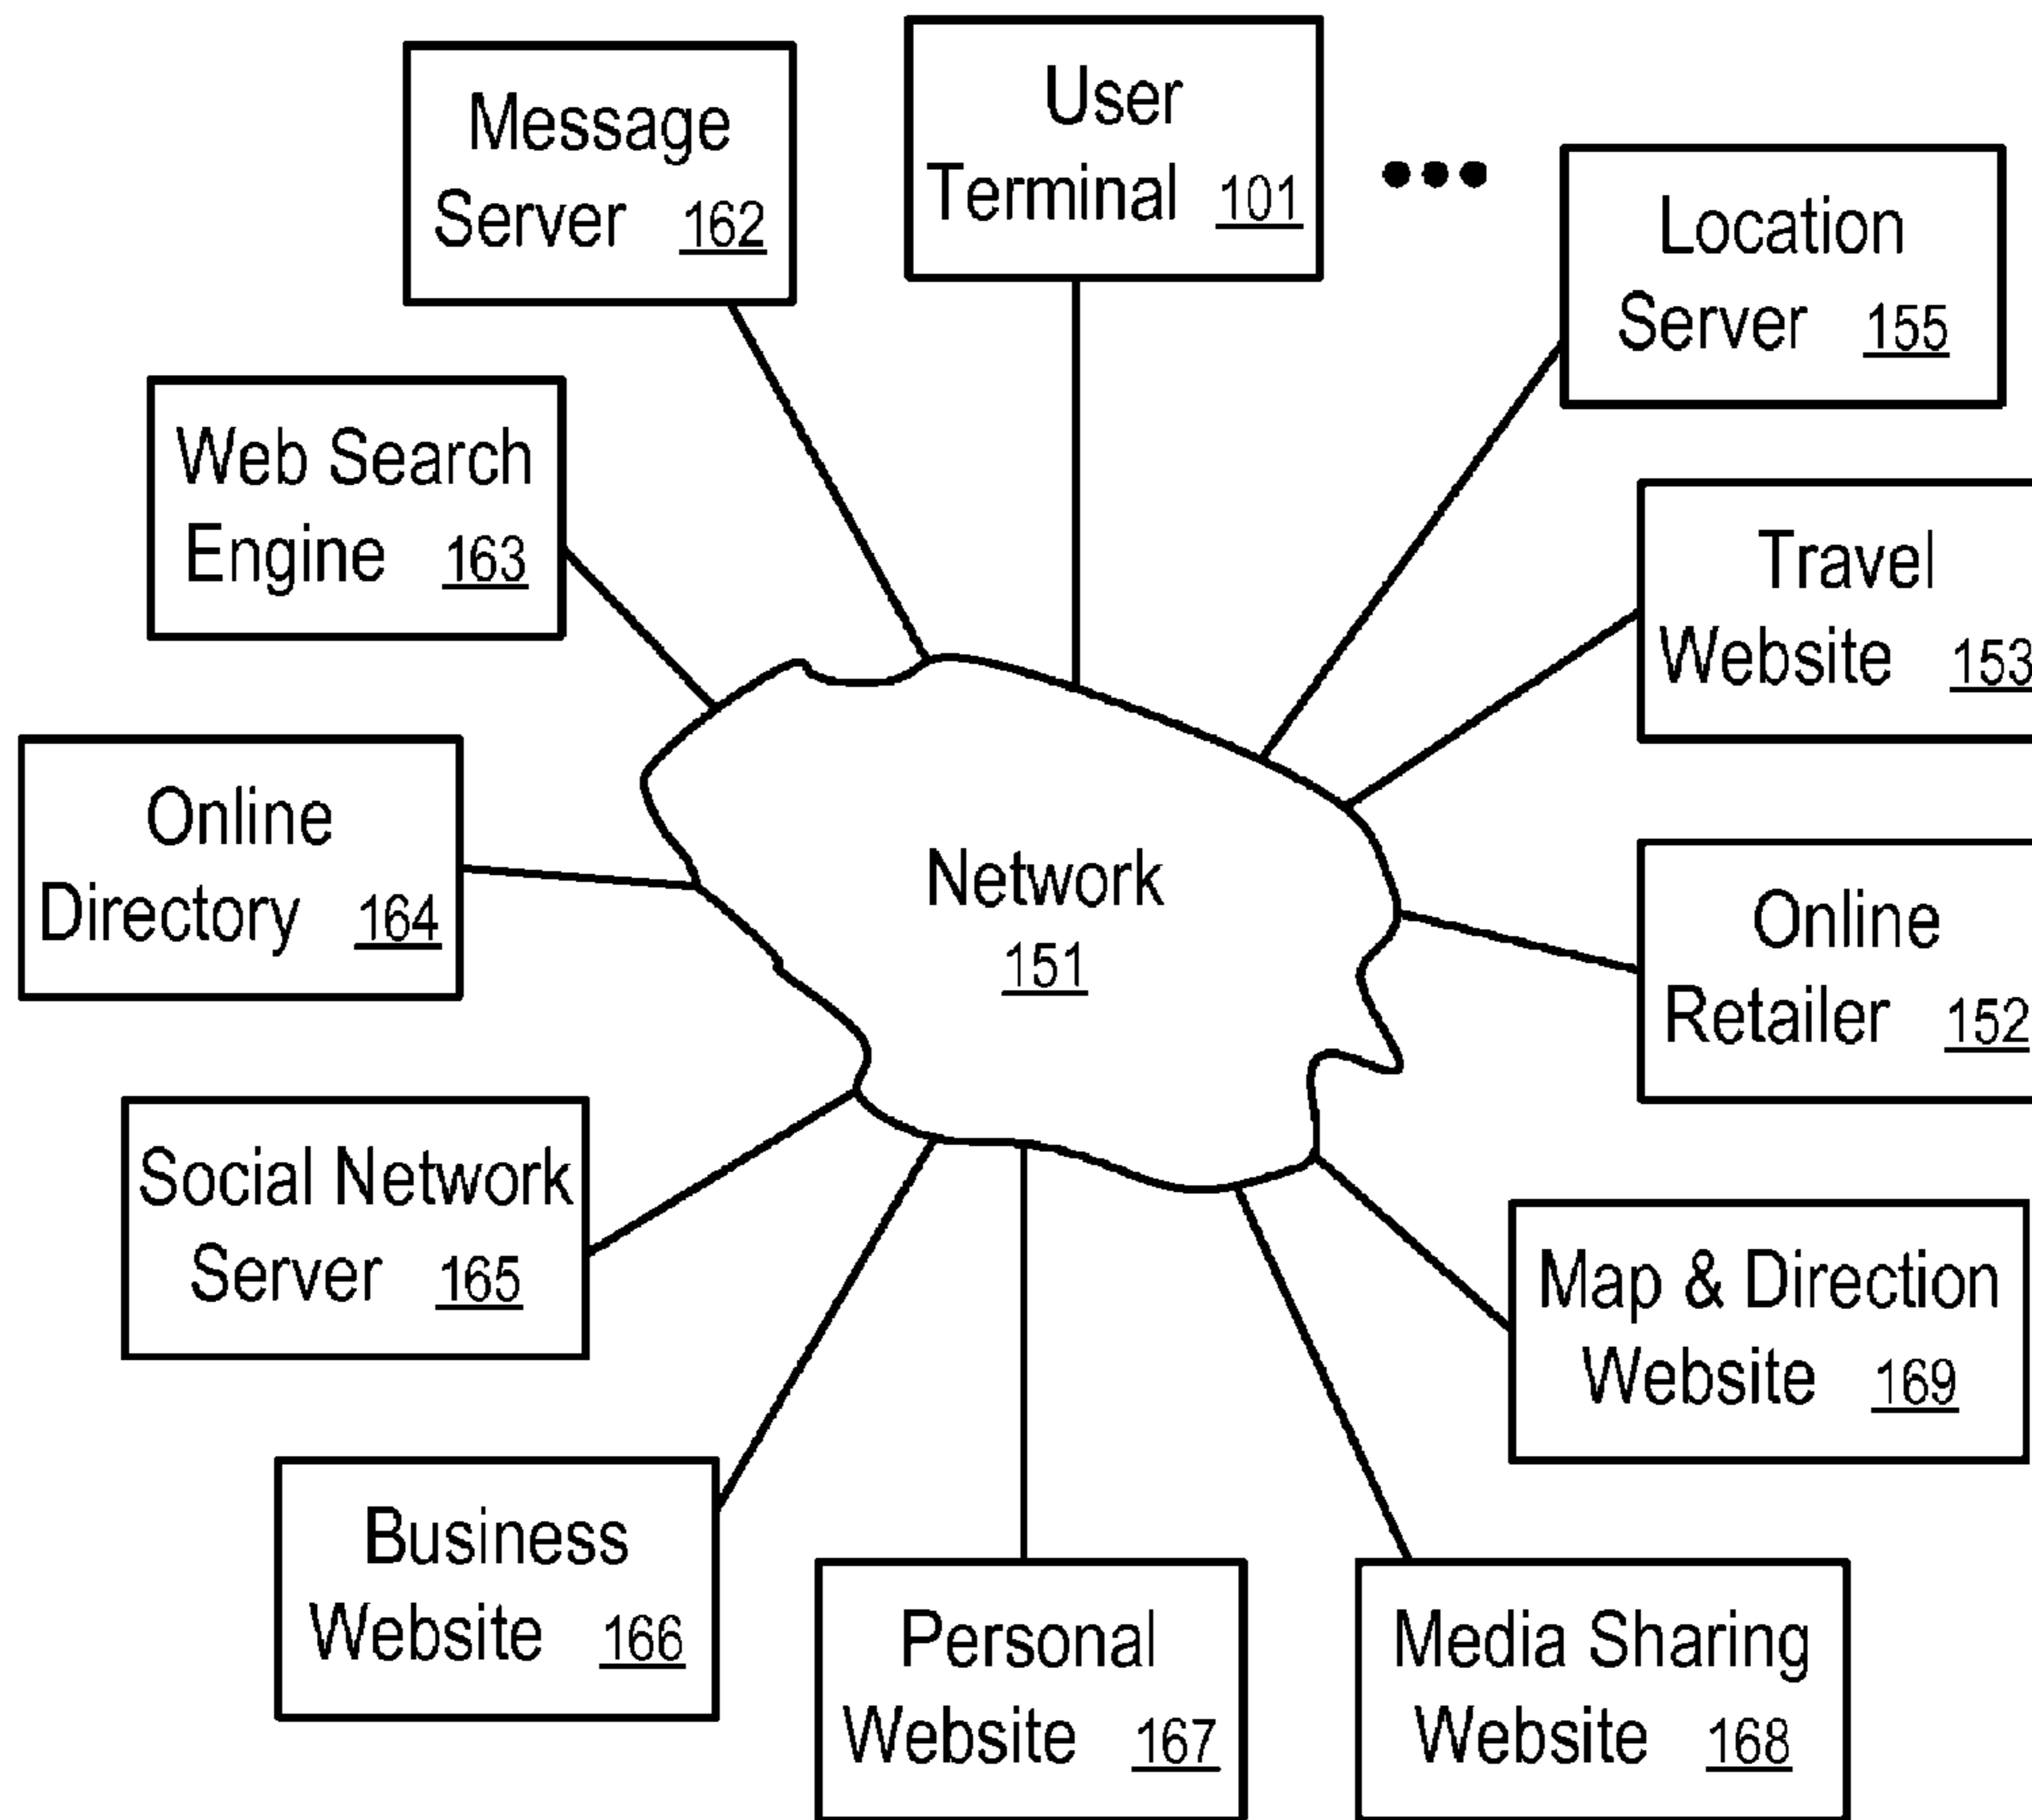 Message
Server 162
User
Terminal 101
Location
Server 155
Web Search
Engine 163
Travel
Website 153
Online
Directory 164
Network
151
Online
Retailer 152
Social Network
Server 165
Map & Direction
Website 169
Business
Website 166
Personal
Website 167
Media Sharing
Website 168